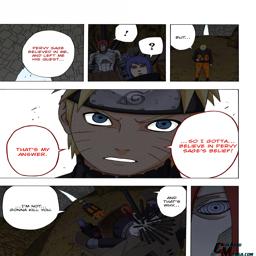 PERVY SAGE
BELIEVED IN
ME, AND LEFT
ME HIS
QUEST...
!
?
BUT...
...SO I GOTTA...
BELIEVE IN PERVY
SAGE'S BELIEF!
THAT'S MY
ANSWER.
...I'M NOT
GONNA KILL YOU.
AND
THAT'S
WHY...